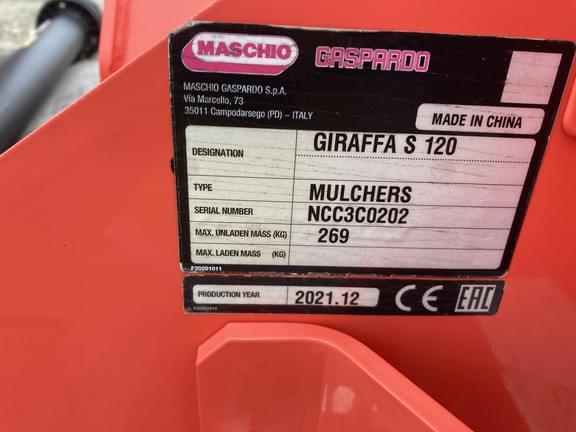 MASCHIO GASPARDO
MASCHIO GASPARDO S.p.A.
Via Marcello, 73
35011 Campodarsego (PD) – ITALY
MADE IN CHINA
DESIGNATION GIRAFFA S 120
TYPE MULCHERS
SERIAL NUMBER NCC3C0202
MAX. UNLADEN MASS (KG) 269
MAX. LADEN MASS (KG)
F20201011
PRODUCTION YEAR 2021.12 CE EAC